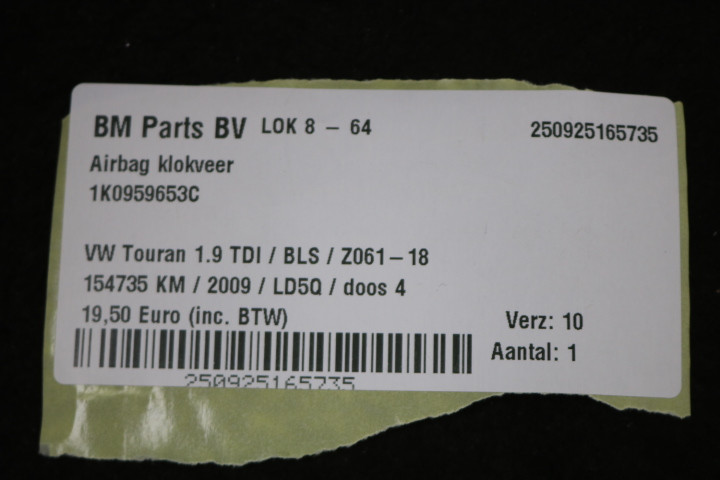 BM Parts BV LOK 8 – 64 250925165735
Airbag klokveer
1K0959653C
VW Touran 1.9 TDI / BLS / Z061–18
154735 KM / 2009 / LD5Q / doos 4
19,50 Euro (inc. BTW)
Verz: 10
Aantal: 1
250925165735